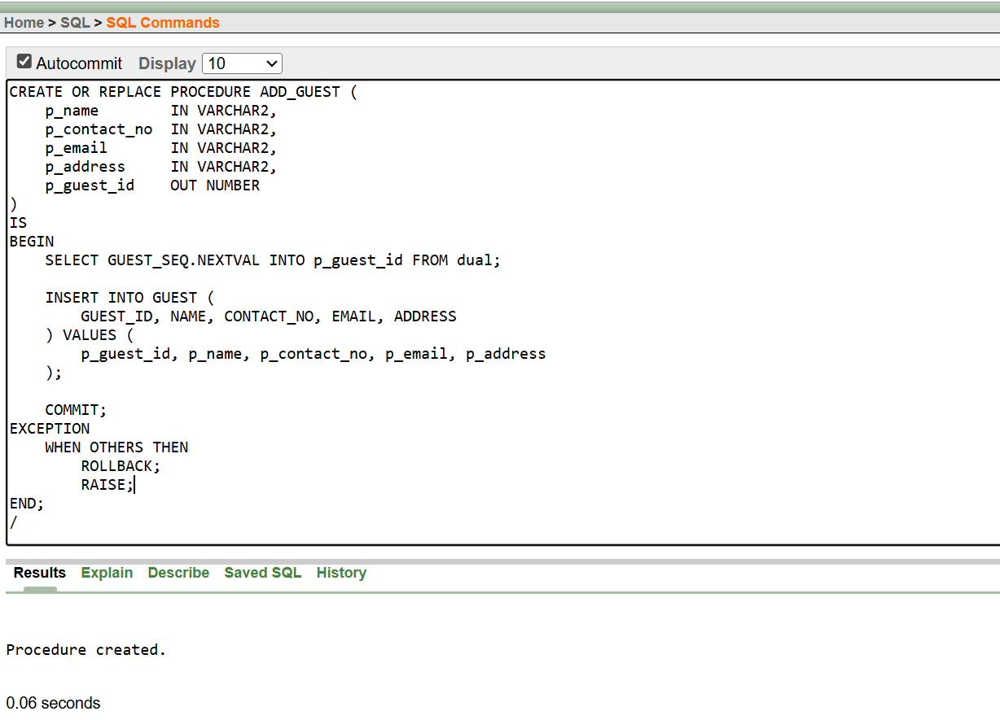 Home > SQL > SQL Commands
Autocommit Display 10
CREATE OR REPLACE PROCEDURE ADD_GUEST (
    p_name        IN VARCHAR2,
    p_contact_no  IN VARCHAR2,
    p_email       IN VARCHAR2,
    p_address     IN VARCHAR2,
    p_guest_id    OUT NUMBER
)
IS
BEGIN
    SELECT GUEST_SEQ.NEXTVAL INTO p_guest_id FROM dual;
    INSERT INTO GUEST (
        GUEST_ID, NAME, CONTACT_NO, EMAIL, ADDRESS
    ) VALUES (
        p_guest_id, p_name, p_contact_no, p_email, p_address
    );
    COMMIT;
EXCEPTION
    WHEN OTHERS THEN
        ROLLBACK;
        RAISE;
END;
/
Results Explain Describe Saved SQL History
Procedure created.
0.06 seconds